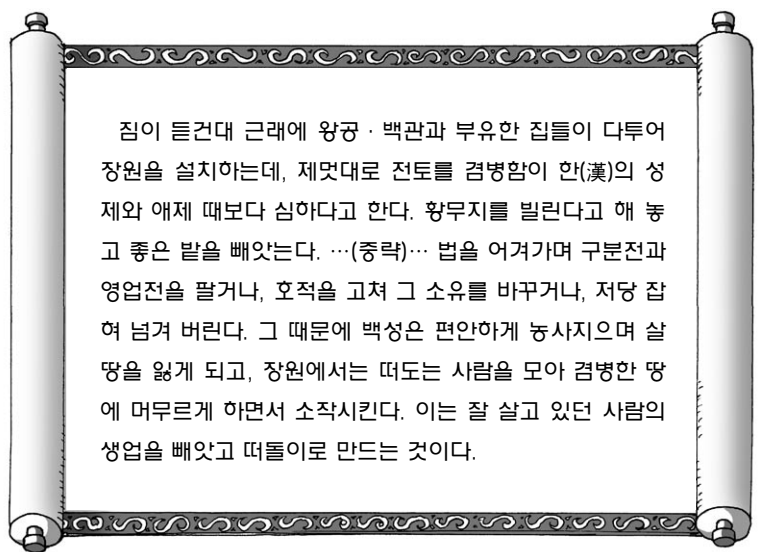 짐이 듣건대 근래에 왕공 · 백관과 부유한 집들이 다투어
장원을 설치하는데, 제멋대로 전토를 겸병함이 한(漢)의 성
제와 애제 때보다 심하다고 한다. 황무지를 빌린다고 해 놓
고 좋은 밭을 빼앗는다. …(중략)… 법을 어겨가며 구분전과
영업전을 팔거나, 호적을 고쳐 그 소유를 바꾸거나, 저당 잡
혀 넘겨 버린다. 그 때문에 백성은 편안하게 농사지으며 살
땅을 잃게 되고, 장원에서는 떠도는 사람을 모아 겸병한 땅
에 머무르게 하면서 소작시킨다. 이는 잘 살고 있던 사람의
생업을 빼앗고 떠돌이로 만드는 것이다.